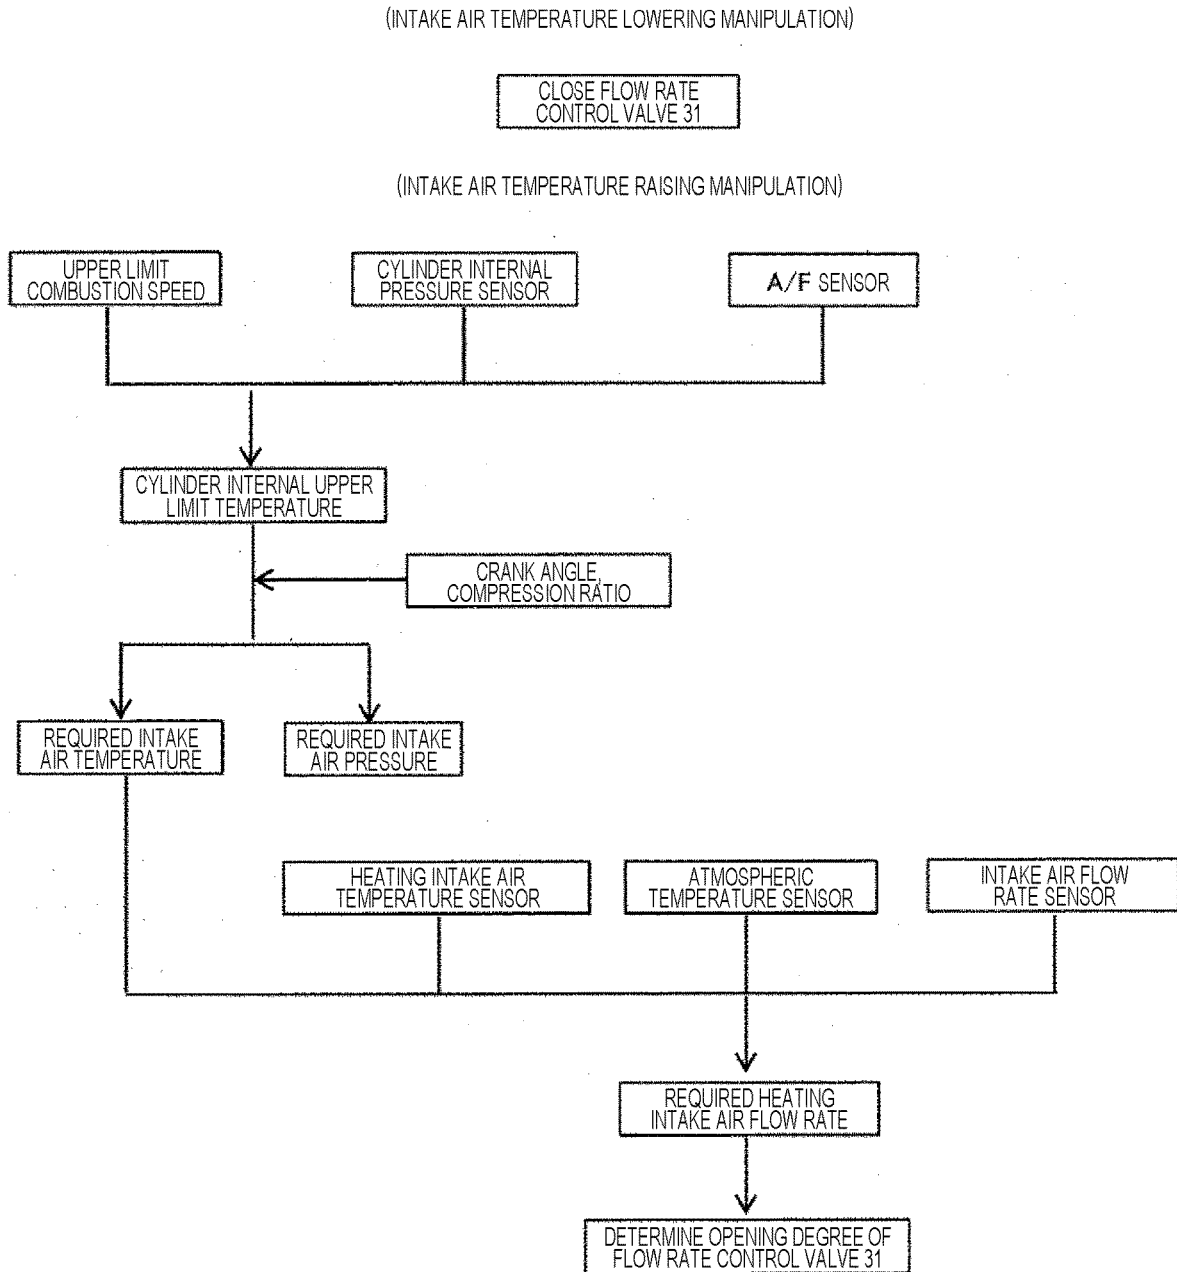 (INTAKE AIR TEMPERATURE LOWERING MANIPULATION)
CLOSE FLOW RATE
CONTROL VALVE 31
(INTAKE AIR TEMPERATURE RAISING MANIPULATION)
UPPER LIMIT
COMBUSTION SPEED
CYLINDER INTERNAL
PRESSURE SENSOR
A/F SENSOR
CYLINDER INTERNAL UPPER
LIMIT TEMPERATURE
CRANK ANGLE,
COMPRESSION RATIO
REQUIRED INTAKE
AIR TEMPERATURE
REQUIRED INTAKE
AIR PRESSURE
HEATING INTAKE AIR
TEMPERATURE SENSOR
ATMOSPHERIC
TEMPERATURE SENSOR
INTAKE AIR FLOW
RATE SENSOR
REQUIRED HEATING
INTAKE AIR FLOW RATE
DETERMINE OPENING DEGREE OF
FLOW RATE CONTROL VALVE 31